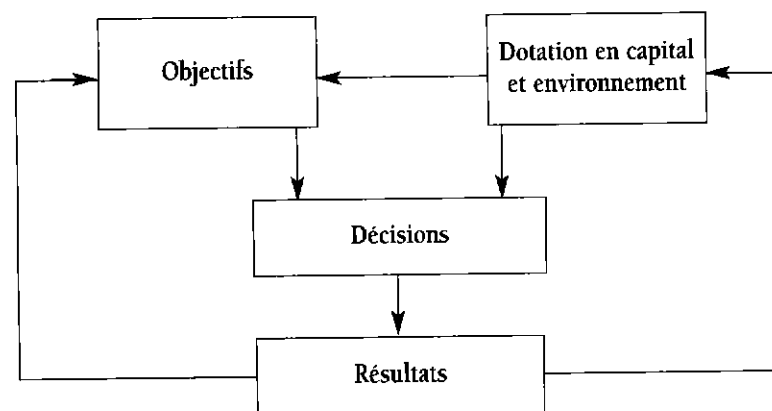 Objectifs
Dotation en capital
et environnement
Décisions
Résultats